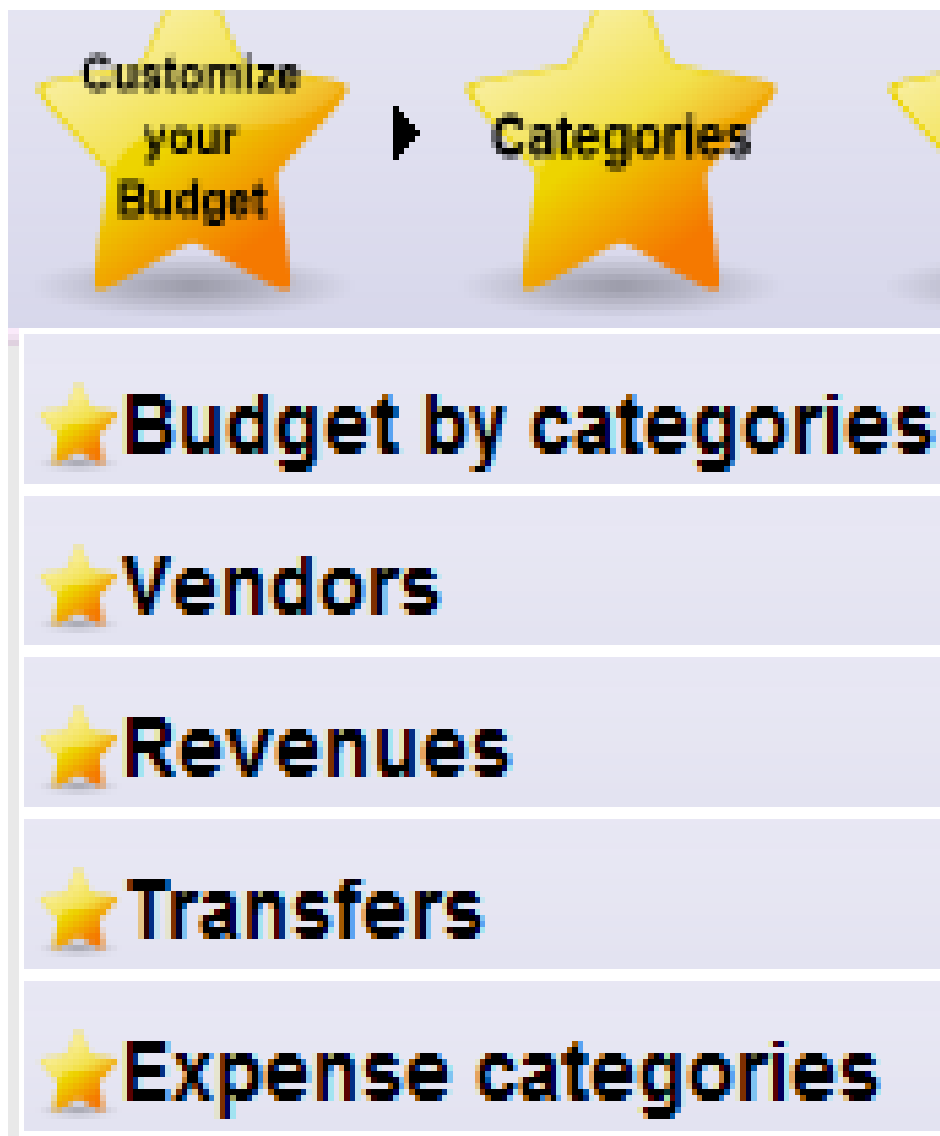 Customize
your
Budget
Categories
Budget by categories
Vendors
Revenues
Transfers
Expense categories